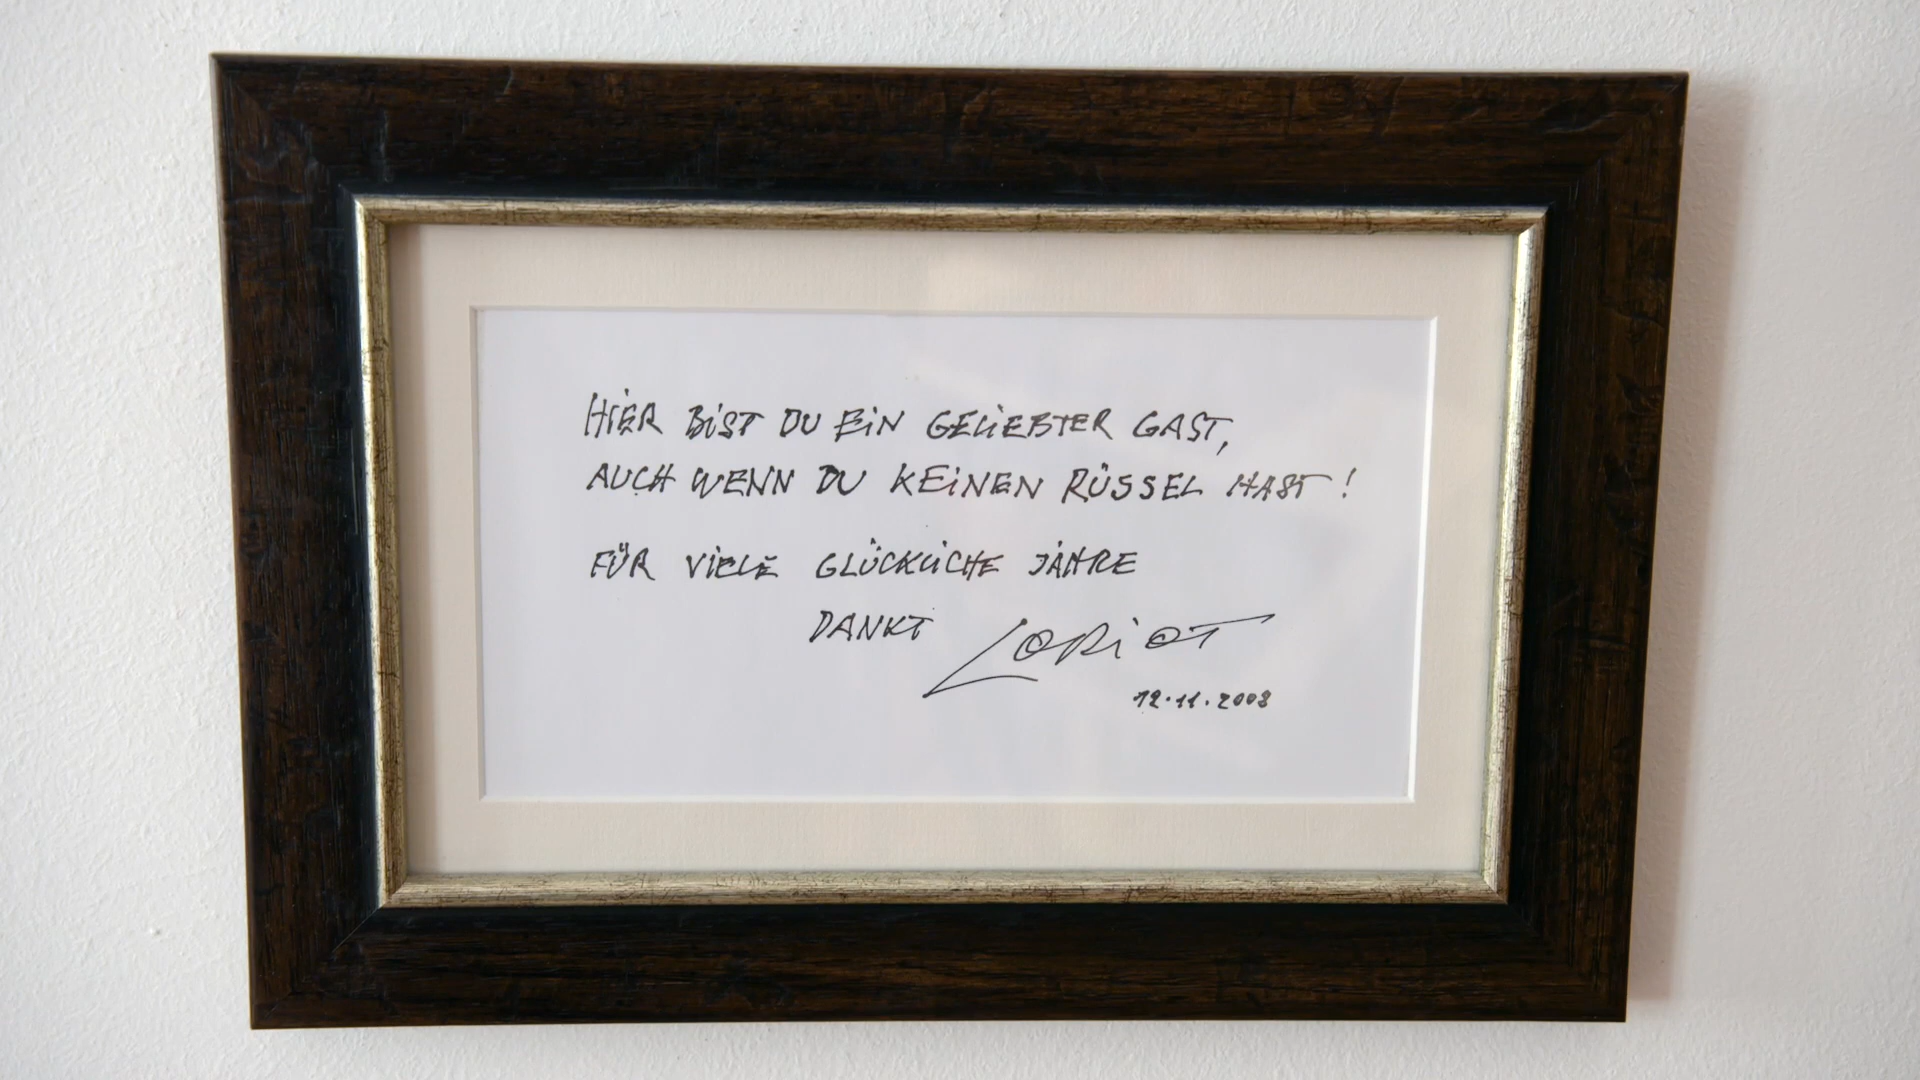 HIER BIST DU EIN GELIEBTER GAST,
AUCH WENN DU KEINEN RÜSSEL HAST!
FÜR VIELE GLÜCKLICHE JAHRE
DANKT LORIOT
12.11.2008